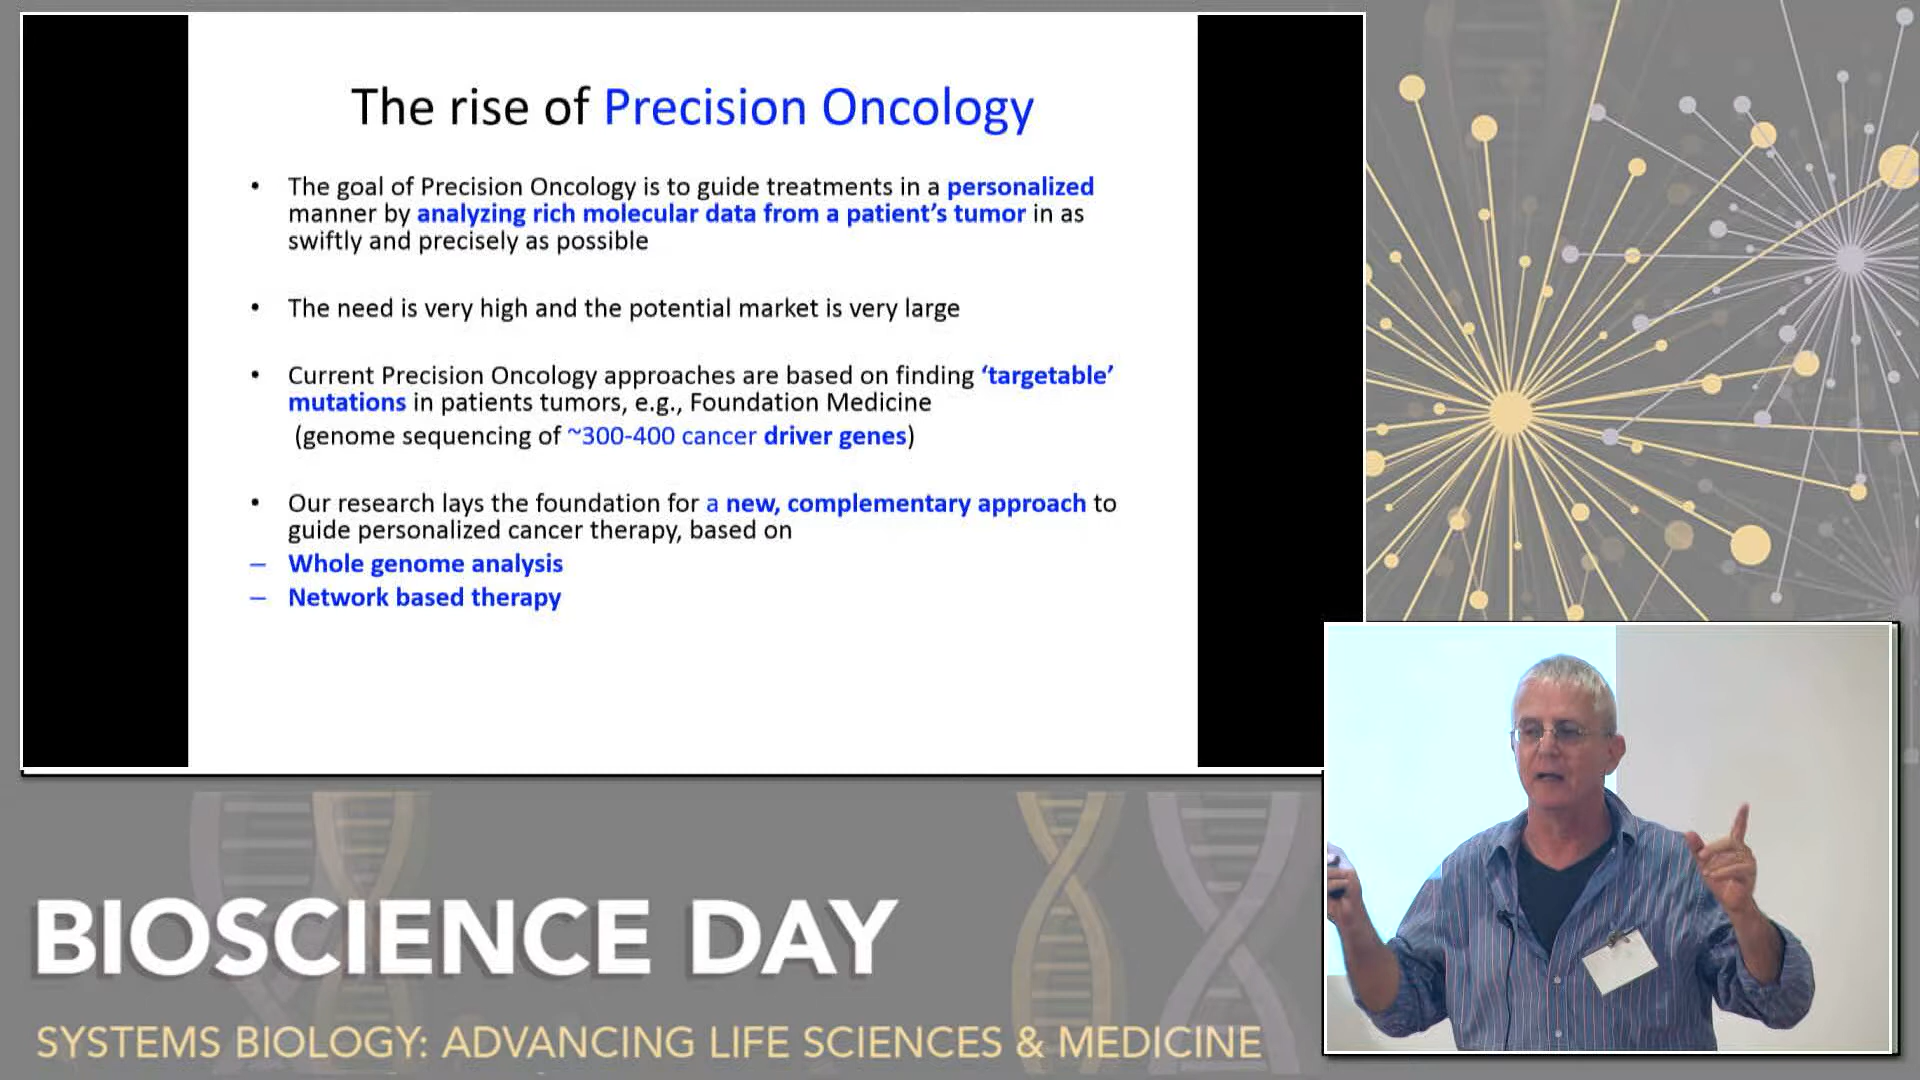 The rise of Precision Oncology
• The goal of Precision Oncology is to guide treatments in a personalized
manner by analyzing rich molecular data from a patient’s tumor in as
swiftly and precisely as possible
• The need is very high and the potential market is very large
• Current Precision Oncology approaches are based on finding ‘targetable’
mutations in patients tumors, e.g., Foundation Medicine
(genome sequencing of ~300-400 cancer driver genes)
• Our research lays the foundation for a new, complementary approach to
guide personalized cancer therapy, based on
– Whole genome analysis
– Network based therapy
BIOSCIENCE DAY
SYSTEMS BIOLOGY: ADVANCING LIFE SCIENCES & MEDICINE